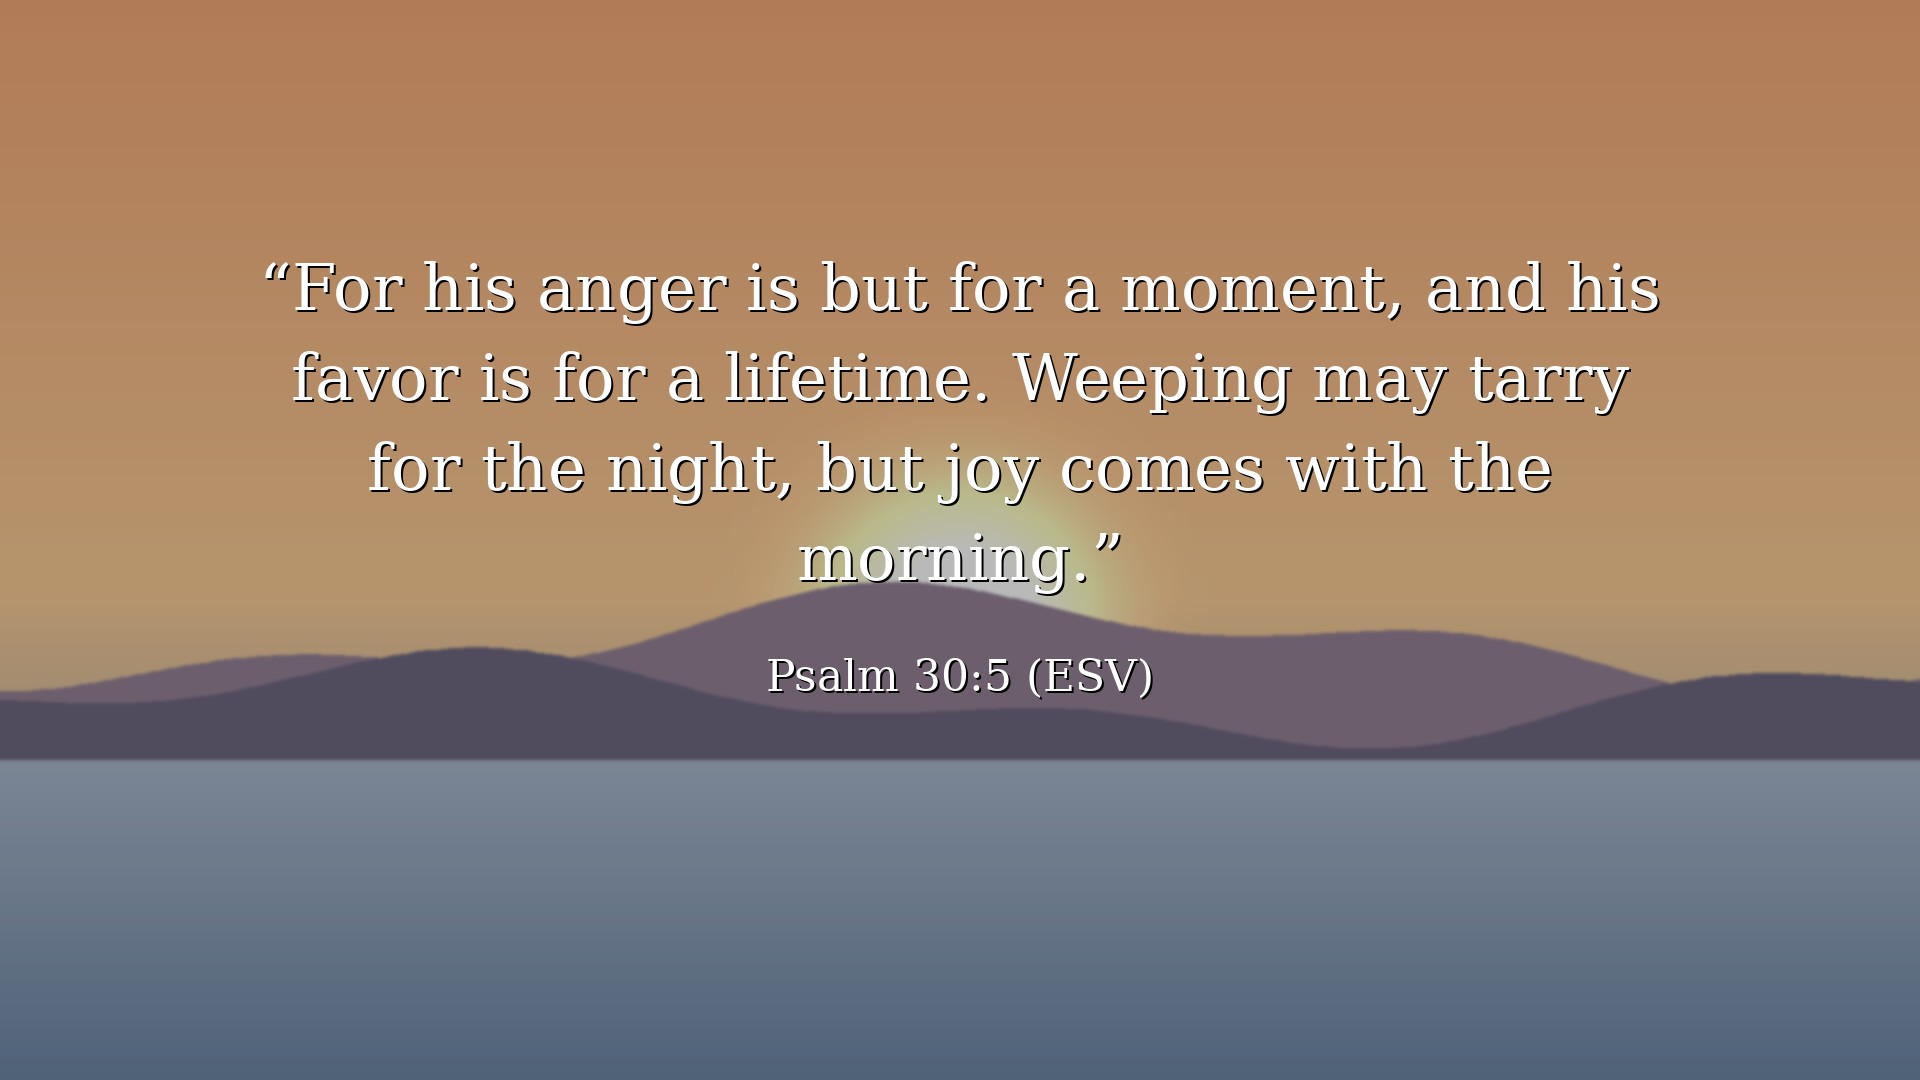 “For his anger is but for a moment, and his
favor is for a lifetime. Weeping may tarry
for the night, but joy comes with the
morning.”
Psalm 30:5 (ESV)